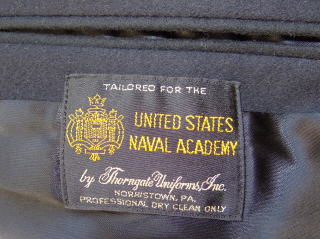 TAILORED FOR THE
UNITED STATES
NAVAL ACADEMY
by Thorngate Uniforms, Inc.
NORRISTOWN, PA.
PROFESSIONAL DRY CLEAN ONLY